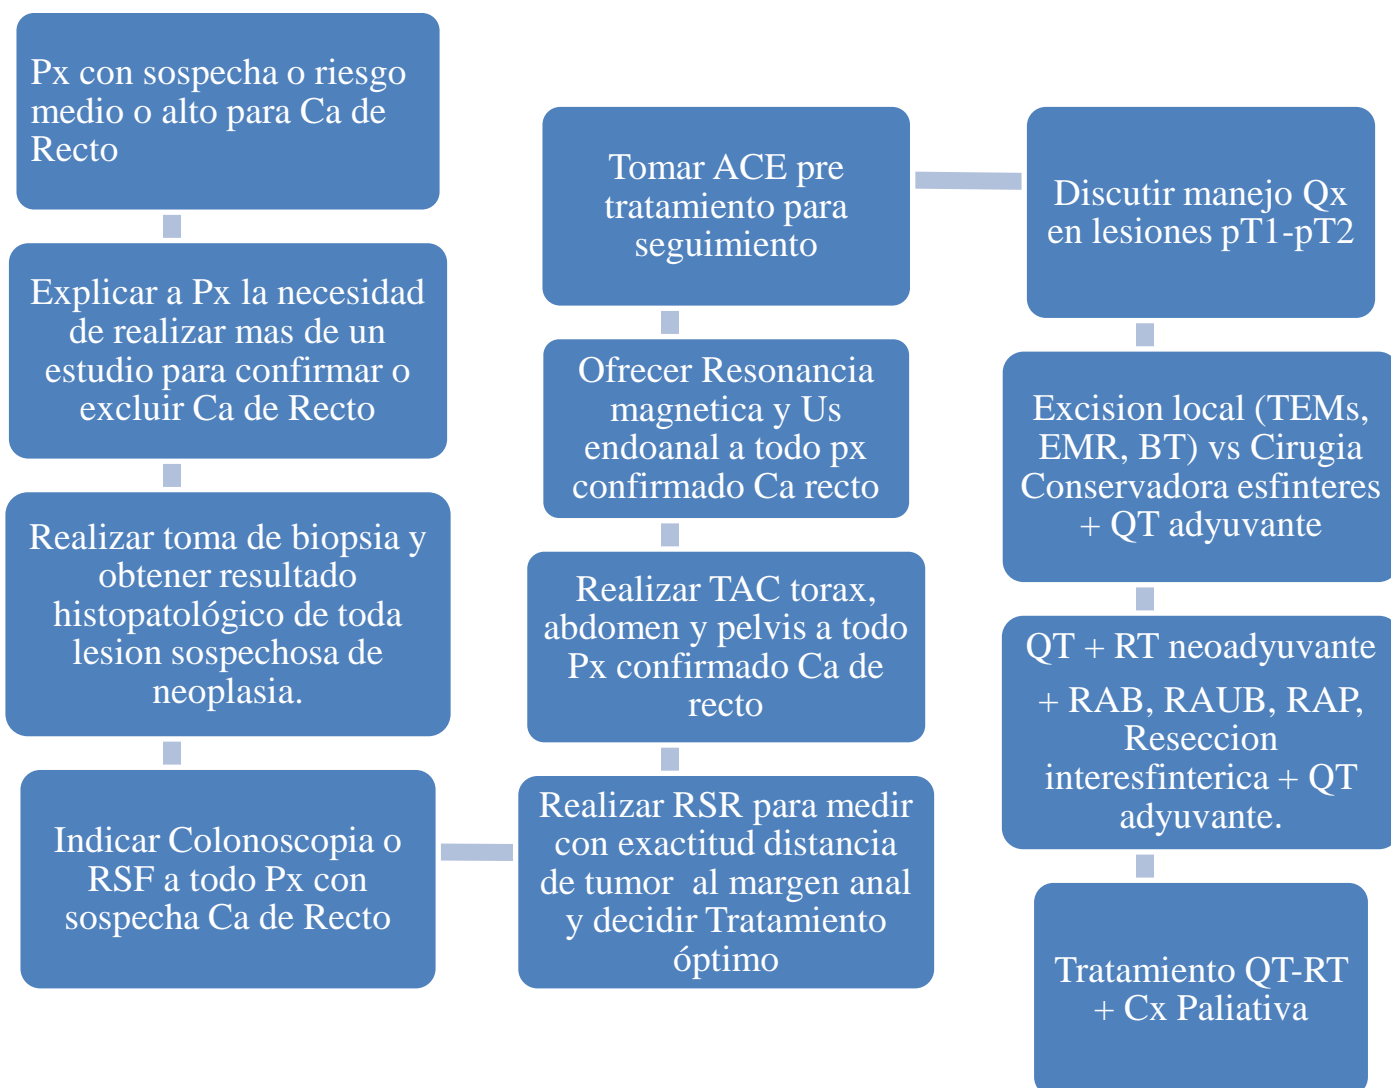 Px con sospecha o riesgo
medio o alto para Ca de
Recto
Explicar a Px la necesidad
de realizar mas de un
estudio para confirmar o
excluir Ca de Recto
Realizar toma de biopsia y
obtener resultado
histopatológico de toda
lesion sospechosa de
neoplasia.
Indicar Colonoscopia o
RSF a todo Px con
sospecha Ca de Recto
Realizar RSR para medir
con exactitud distancia
de tumor al margen anal
y decidir Tratamiento
óptimo
Realizar TAC torax,
abdomen y pelvis a todo
Px confirmado Ca de
recto
Ofrecer Resonancia
magnetica y Us
endoanal a todo px
confirmado Ca recto
Tomar ACE pre
tratamiento para
seguimiento
Discutir manejo Qx
en lesiones pT1-pT2
Excision local (TEMs,
EMR, BT) vs Cirugia
Conservadora esfinteres
+ QT adyuvante
QT + RT neoadyuvante
+ RAB, RAUB, RAP,
Reseccion
interesfinterica + QT
adyuvante.
Tratamiento QT-RT
+ Cx Paliativa